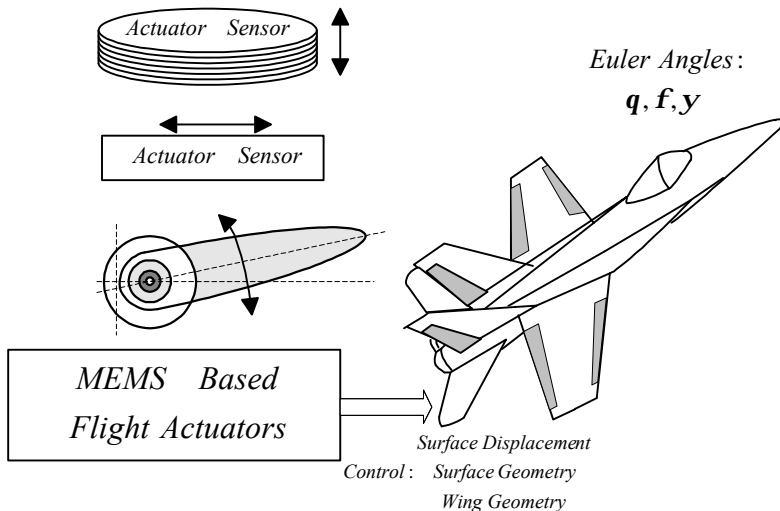 Actuator Sensor
Euler Angles:
q, f, y
Actuator Sensor
MEMS Based
Flight Actuators
Surface Displacement
Control: Surface Geometry
Wing Geometry